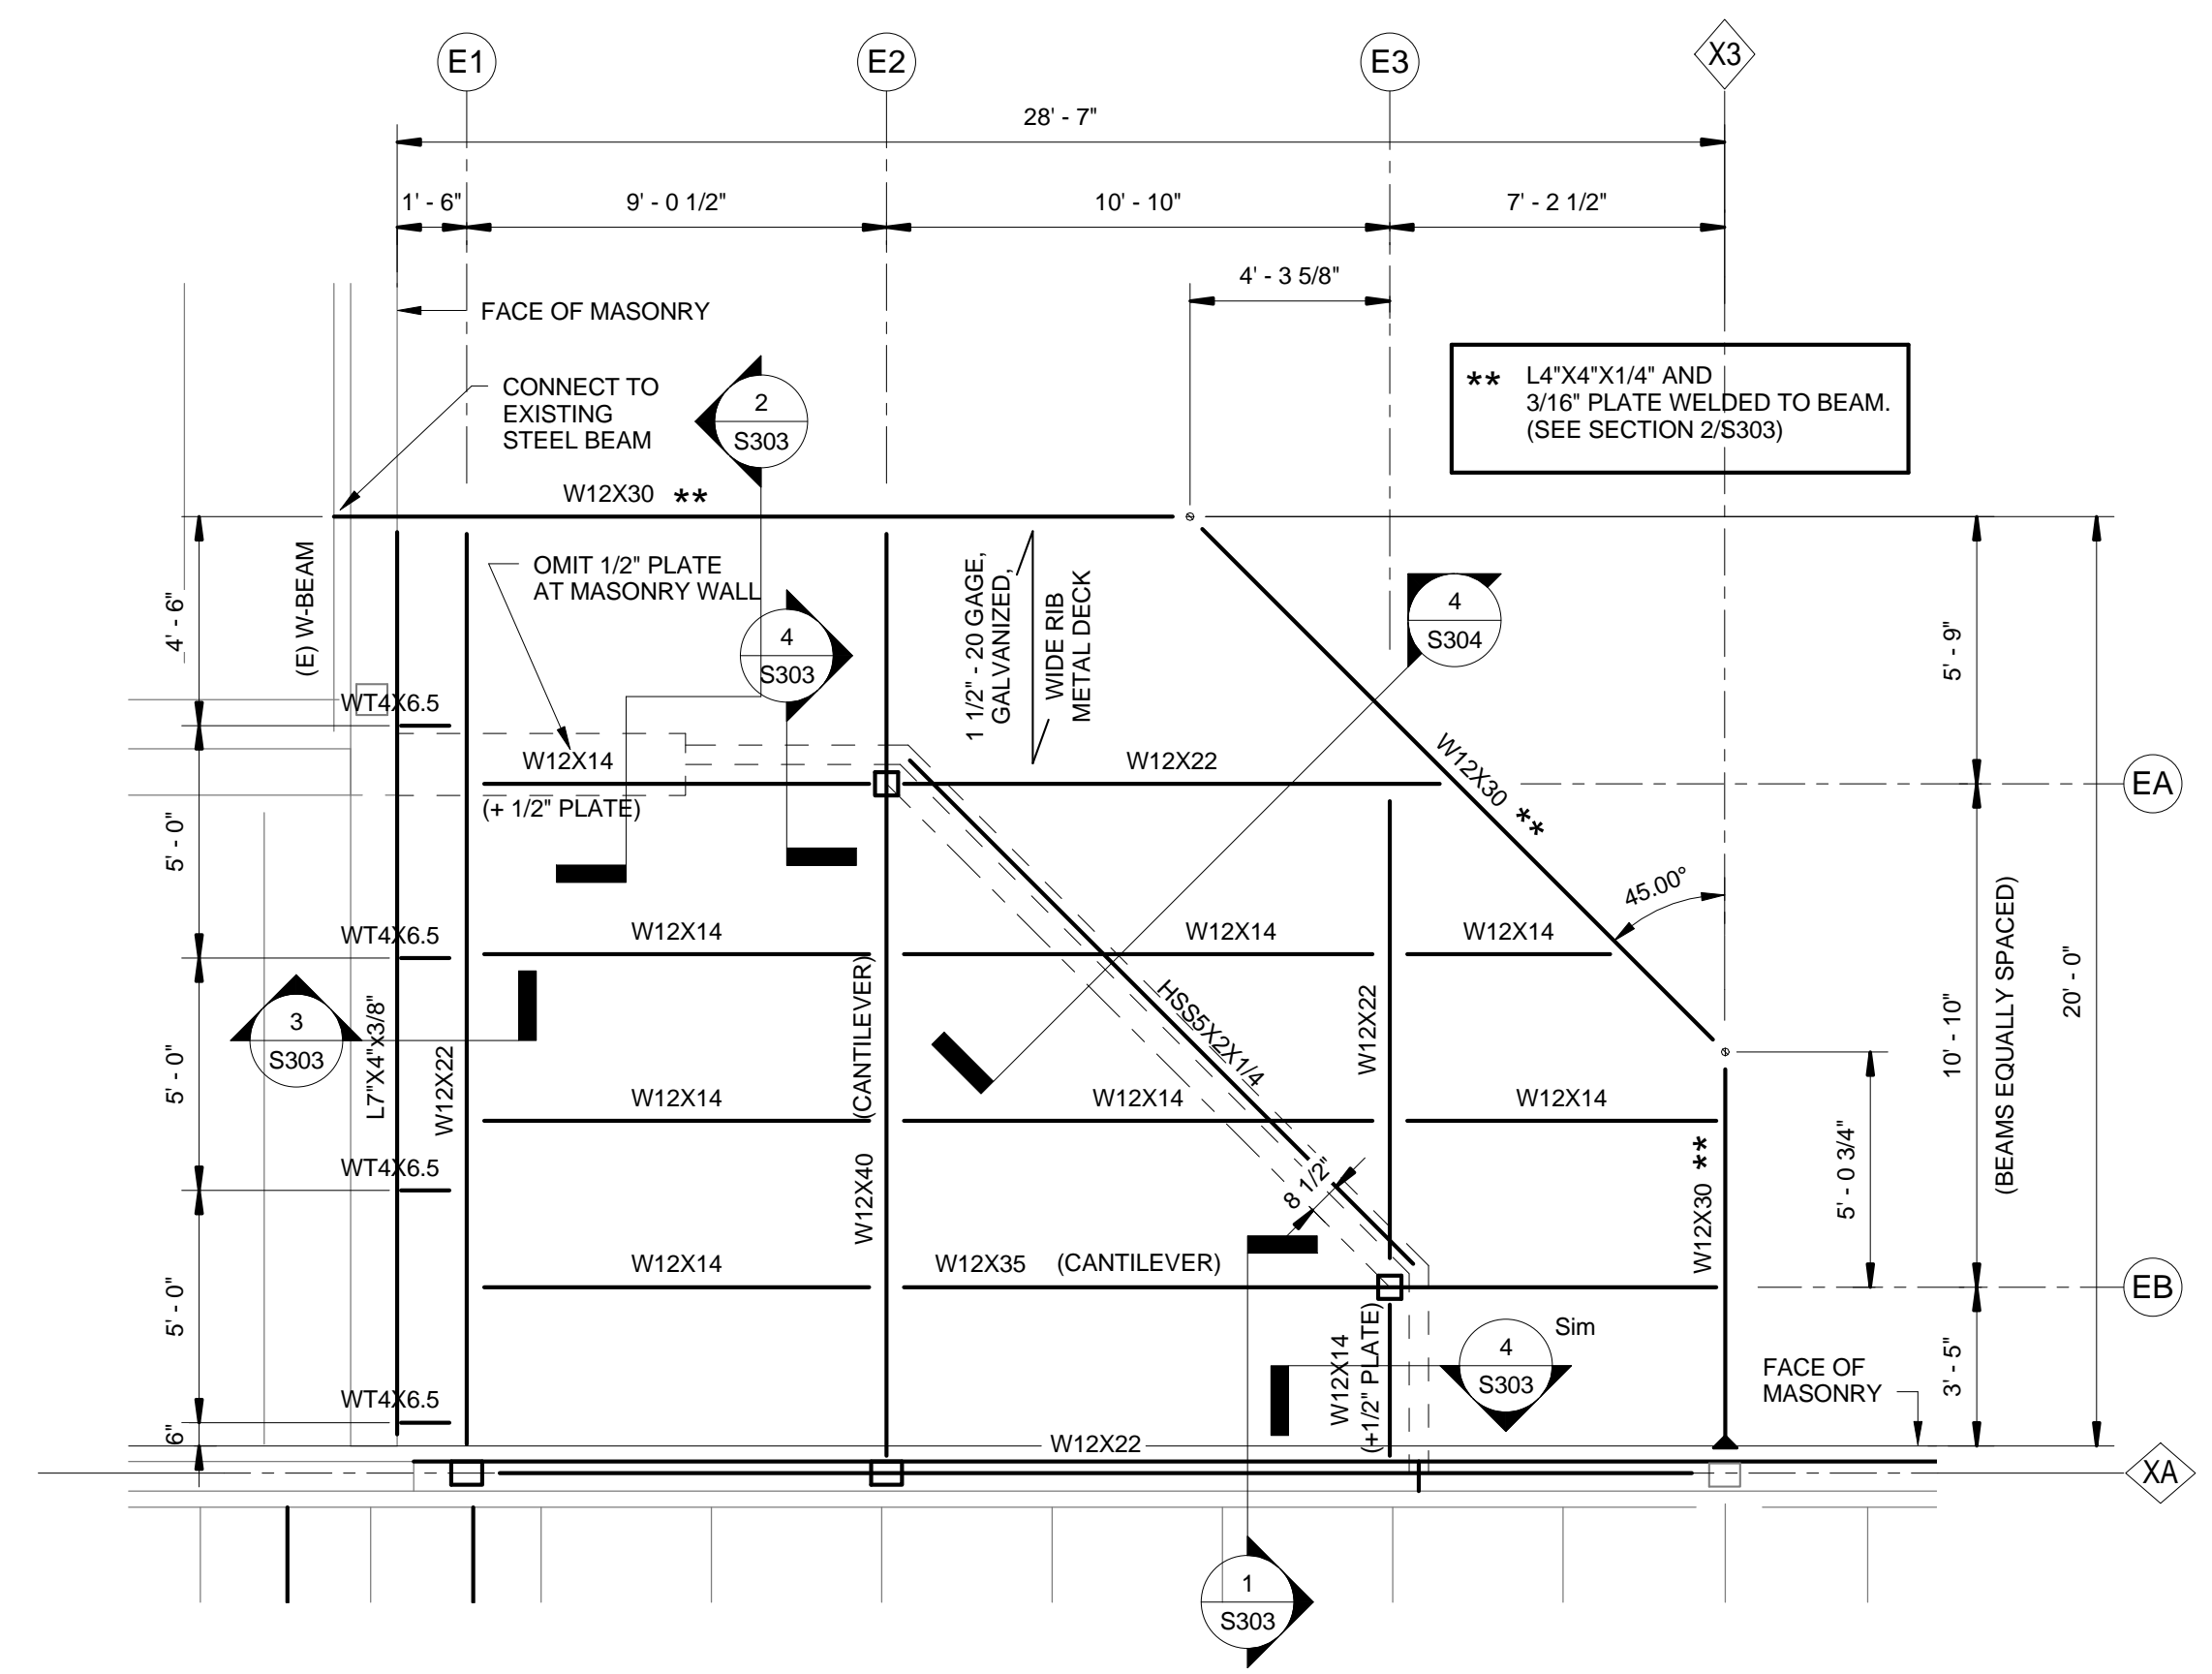 E1
E2
E3
X3
28' - 7"
1' - 6"
9' - 0 1/2"
10' - 10"
7' - 2 1/2"
4' - 3 5/8"
FACE OF MASONRY
** L4"X4"X1/4" AND
3/16" PLATE WELDED TO BEAM.
(SEE SECTION 2/S303)
CONNECT TO
EXISTING
STEEL BEAM
2
S303
W12X30 **
(E) W-BEAM
OMIT 1/2" PLATE
AT MASONRY WALL
4
S303
1 1/2" - 20 GAGE,
GALVANIZED,
WIDE RIB
METAL DECK
4
S304
4' - 6"
5' - 9"
WT4X6.5
W12X14
(+ 1/2" PLATE)
W12X22
W12X30 **
EA
5' - 0"
45.00°
WT4X6.5
W12X14
W12X14
W12X14
(CANTILEVER)
20' - 0"
10' - 10"
(BEAMS EQUALLY SPACED)
3
S303
L7"X4"x3/8"
W12X22
5' - 0"
HSS5X2X1/4
W12X22
W12X14
W12X14
W12X14
WT4X6.5
W12X40
8 1/2"
W12X30 **
5' - 0 3/4"
W12X14
W12X35 (CANTILEVER)
EB
5' - 0"
W12X14
(+1/2" PLATE)
4
S303
Sim
FACE OF
MASONRY
3' - 5"
WT4X6.5
6"
W12X22
XA
1
S303